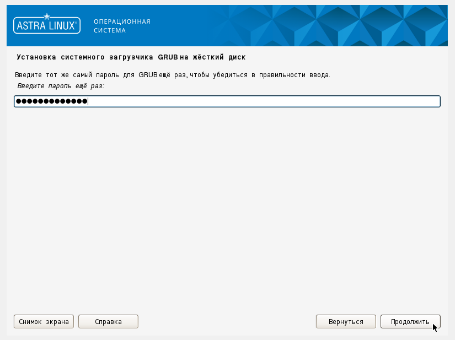 ASTRA LINUX
ОПЕРАЦИОННАЯ
СИСТЕМА
Установка системного загрузчика GRUB на жёсткий диск
Введите тот же самый пароль для GRUB ещё раз, чтобы убедиться в правильности ввода.
Введите пароль ещё раз:
●●●●●●●●●●●●●
Снимок экрана Справка Вернуться Продолжить